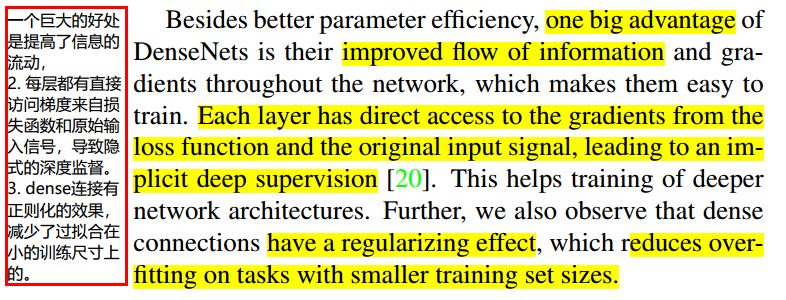 一个巨大的好处
是提高了信息的
流动，
2. 每层都有直接
访问梯度来自损
失函数和原始输
入信号，导致隐
式的深度监督。
3. dense连接有
正则化的效果，
减少了过拟合在
小的训练尺寸上
的。
Besides better parameter efficiency, one big advantage of
DenseNets is their improved flow of information and gra-
dients throughout the network, which makes them easy to
train. Each layer has direct access to the gradients from the
loss function and the original input signal, leading to an im-
plicit deep supervision [20]. This helps training of deeper
network architectures. Further, we also observe that dense
connections have a regularizing effect, which reduces over-
fitting on tasks with smaller training set sizes.